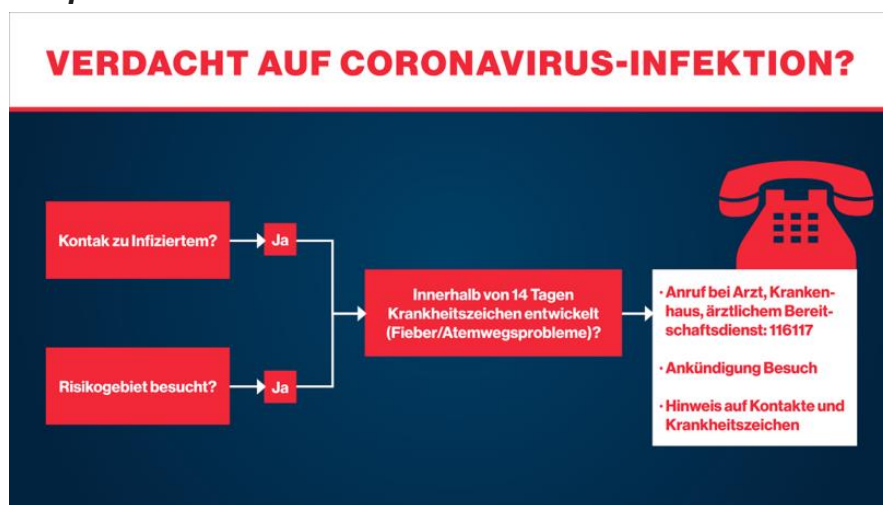 VERDACHT AUF CORONAVIRUS-INFEKTION?
Kontak zu Infiziertem?
Ja
Risikogebiet besucht?
Ja
Innerhalb von 14 Tagen
Krankheitszeichen entwickelt
(Fieber/Atemwegsprobleme)?
· Anruf bei Arzt, Kranken-
haus, ärztlichem Bereit-
schaftsdienst: 116117
· Ankündigung Besuch
· Hinweis auf Kontakte und
Krankheitszeichen